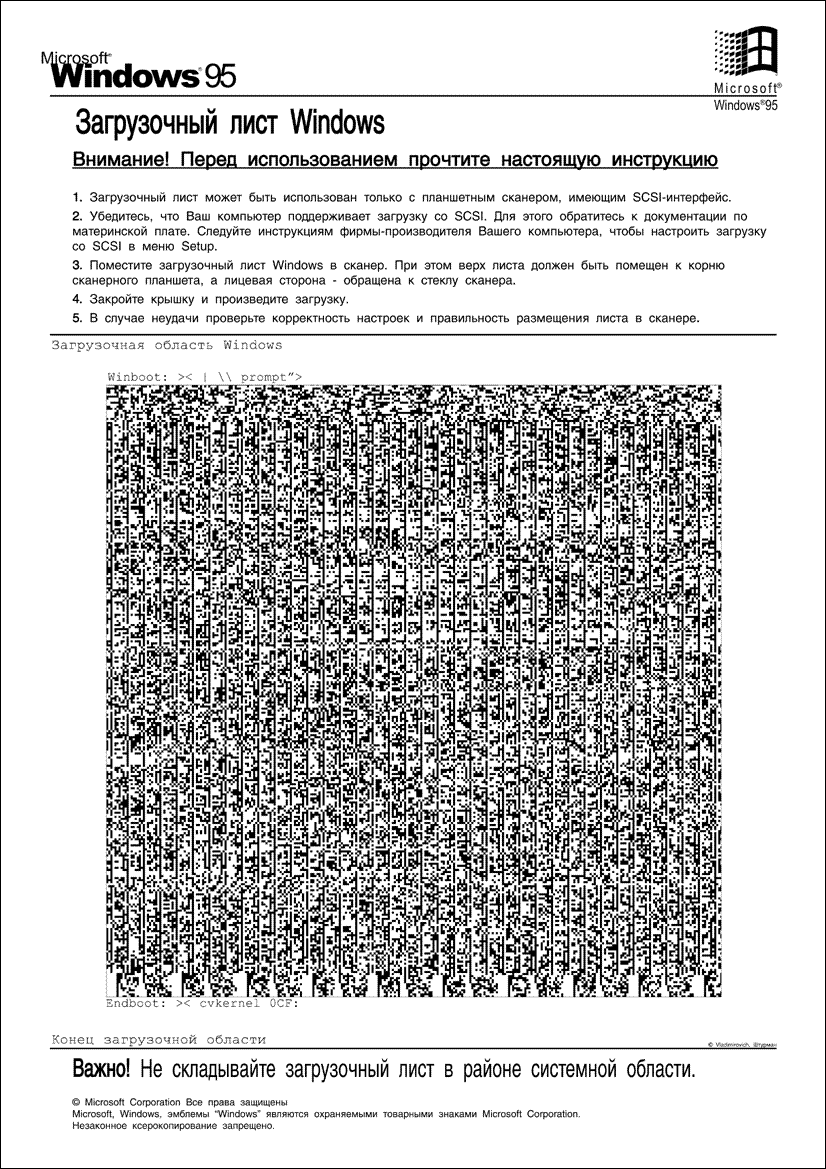 Microsoft®
Windows®95
Microsoft®
Windows®95
Загрузочный лист Windows
Внимание! Перед использованием прочтите настоящую инструкцию
1. Загрузочный лист может быть использован только с планшетным сканером, имеющим SCSI-интерфейс.
2. Убедитесь, что Ваш компьютер поддерживает загрузку со SCSI. Для этого обратитесь к документации по
материнской плате. Следуйте инструкциям фирмы-производителя Вашего компьютера, чтобы настроить загрузку
со SCSI в меню Setup.
3. Поместите загрузочный лист Windows в сканер. При этом верх листа должен быть помещен к корню
сканерного планшета, а лицевая сторона - обращена к стеклу сканера.
4. Закройте крышку и произведите загрузку.
5. В случае неудачи проверьте корректность настроек и правильность размещения листа в сканере.
Загрузочная область Windows
Winboot: >< | \\ prompt”>
Endboot: >< cvkernel 0CF:
Конец загрузочной области
© Vladimirovich, Штурман
Важно! Не складывайте загрузочный лист в районе системной области.
© Microsoft Corporation Все права защищены
Microsoft, Windows, эмблемы “Windows” являются охраняемыми товарными знаками Microsoft Corporation.
Незаконное ксерокопирование запрещено.